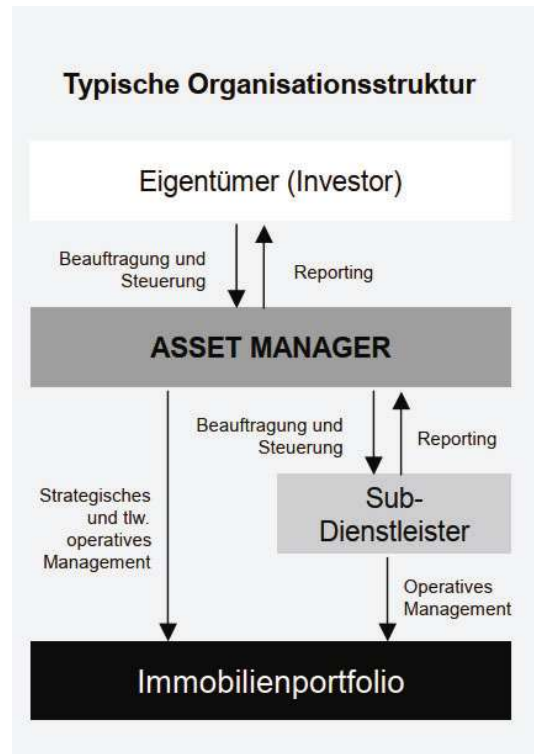 Typische Organisationsstruktur
Eigentümer (Investor)
Beauftragung und
Steuerung
Reporting
ASSET MANAGER
Beauftragung und
Steuerung
Reporting
Strategisches
und tlw.
operatives
Management
Sub-
Dienstleister
Operatives
Management
Immobilienportfolio